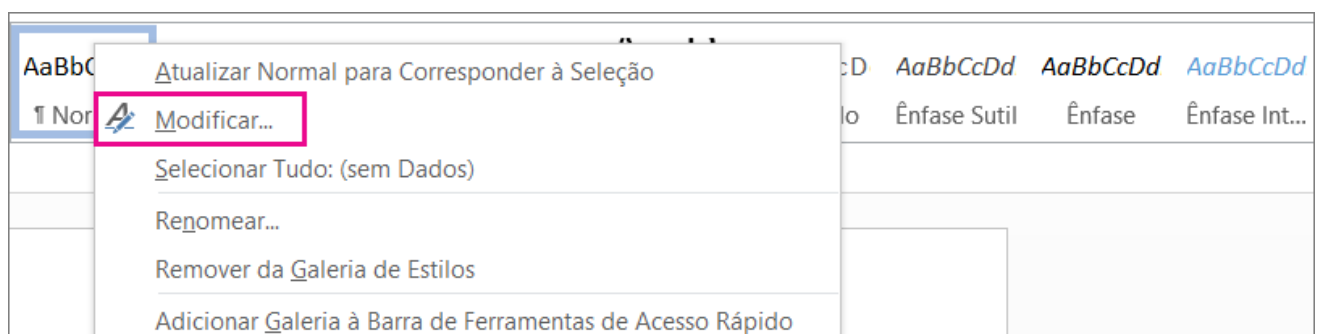 AaBbC
¶ Nor
Atualizar Normal para Corresponder à Seleção
Modificar...
Selecionar Tudo: (sem Dados)
Renomear...
Remover da Galeria de Estilos
Adicionar Galeria à Barra de Ferramentas de Acesso Rápido
AaBbCcDd
Ênfase Sutil
AaBbCcDd
Ênfase
AaBbCcDd
Ênfase Int...